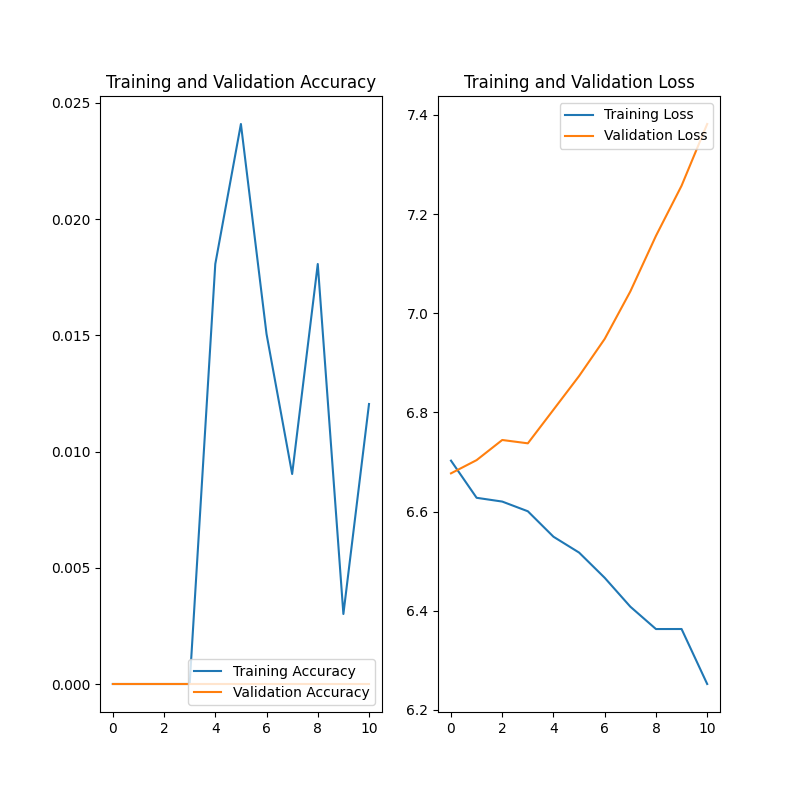 Training and Validation Accuracy
0.025
0.020
0.015
0.010
0.005
0.000
Training Accuracy
Validation Accuracy
0 2 4 6 8 10
Training and Validation Loss
Training Loss
Validation Loss
7.4
7.2
7.0
6.8
6.6
6.4
6.2
0 2 4 6 8 10